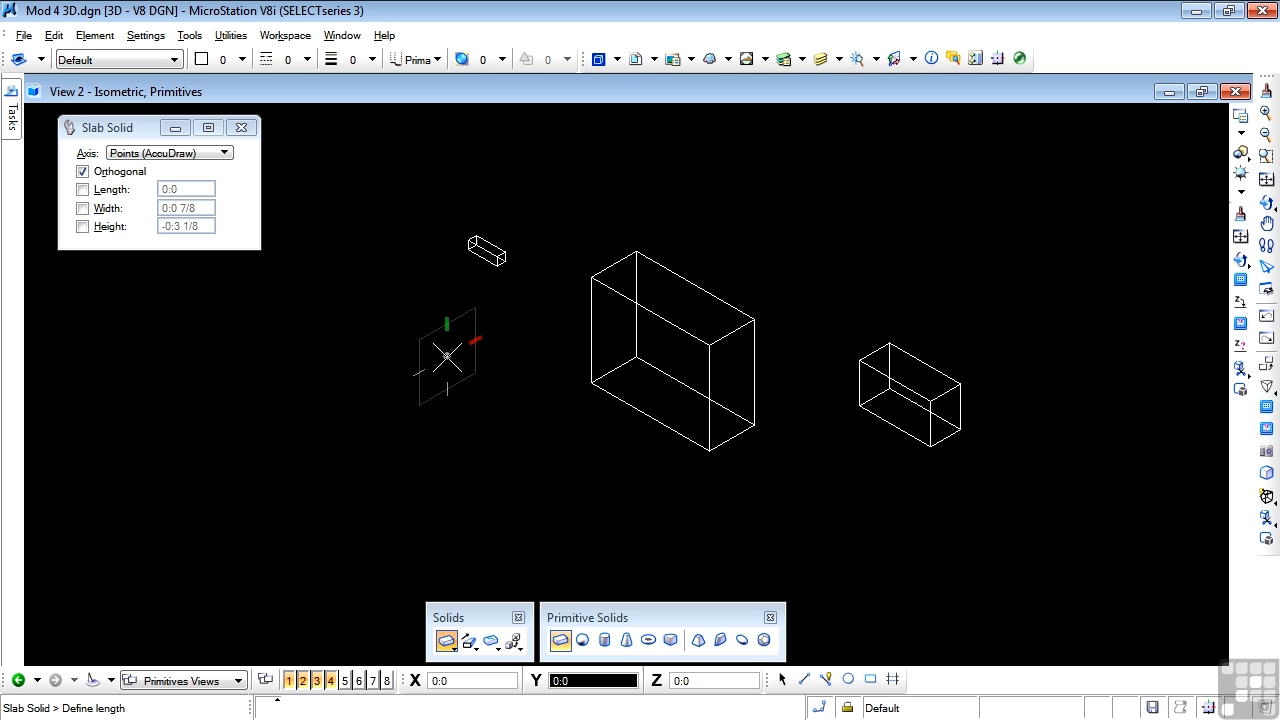 Mod 4 3D.dgn [3D - V8 DGN] - MicroStation V8i (SELECTseries 3)
File Edit Element Settings Tools Utilities Workspace Window Help
Default 0 0 0 Prima 0 0
View 2 - Isometric, Primitives
Tasks
Slab Solid
Axis: Points (AccuDraw)
Orthogonal
Length: 0:0
Width: 0:0 7/8
Height: -0:3 1/8
Solids Primitive Solids
Primitives Views 1 2 3 4 5 6 7 8 X 0:0 Y 0:0 Z 0:0
Slab Solid > Define length Default